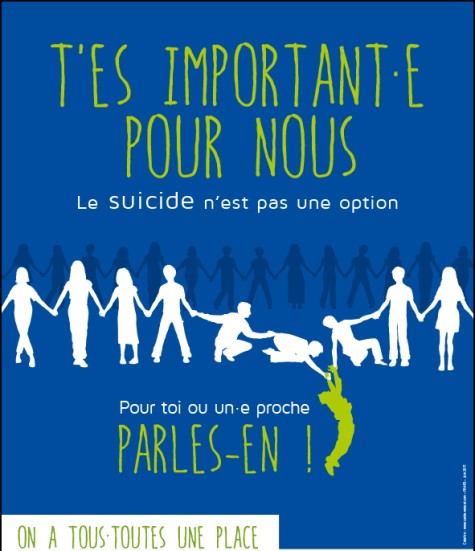 T'ES IMPORTANT·E
POUR NOUS
Le suicide n'est pas une option
Pour toi ou un·e proche
PARLES-EN !
ON A TOUS·TOUTES UNE PLACE